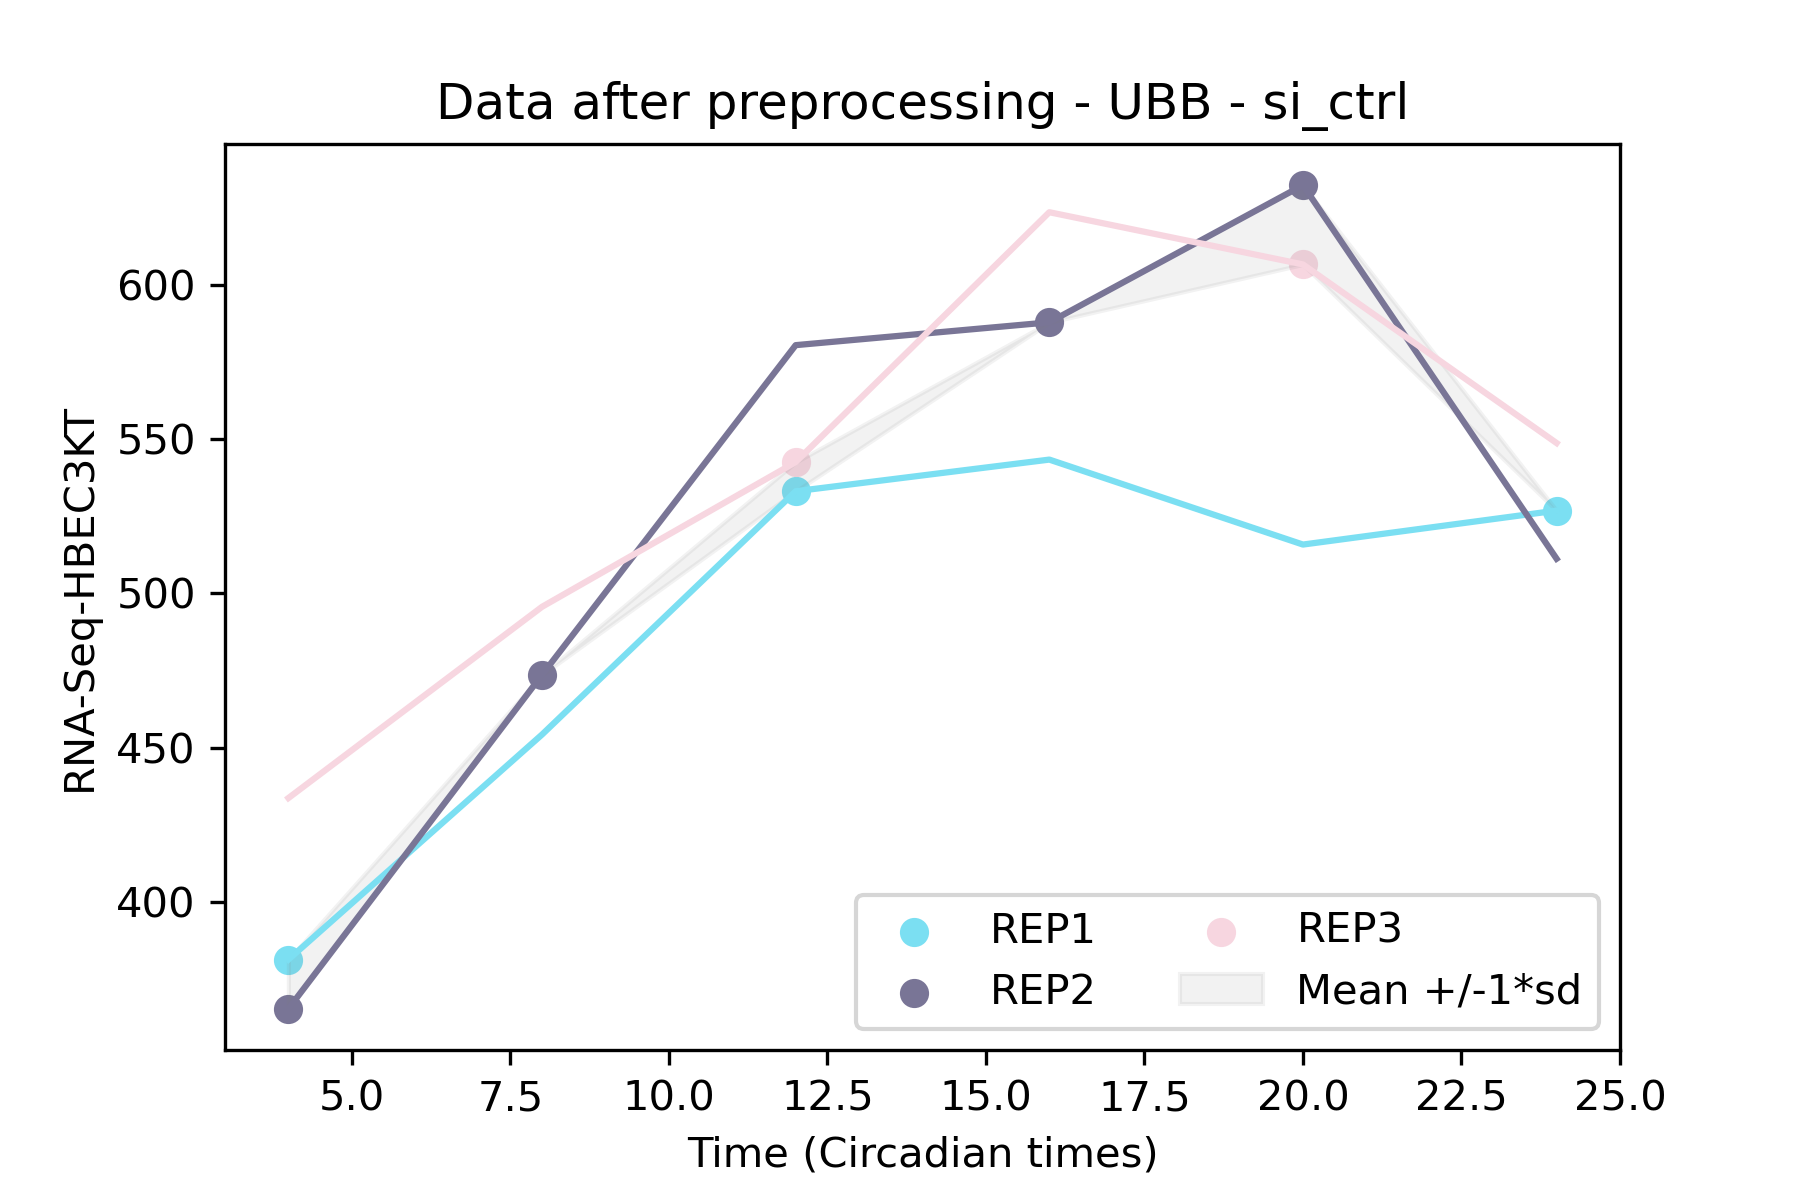 Data after preprocessing - UBB - si_ctrl
RNA-Seq-HBEC3KT
600
550
500
450
400
REP1
REP2
REP3
Mean +/-1*sd
5.0
7.5
10.0
12.5
15.0
17.5
20.0
22.5
25.0
Time (Circadian times)